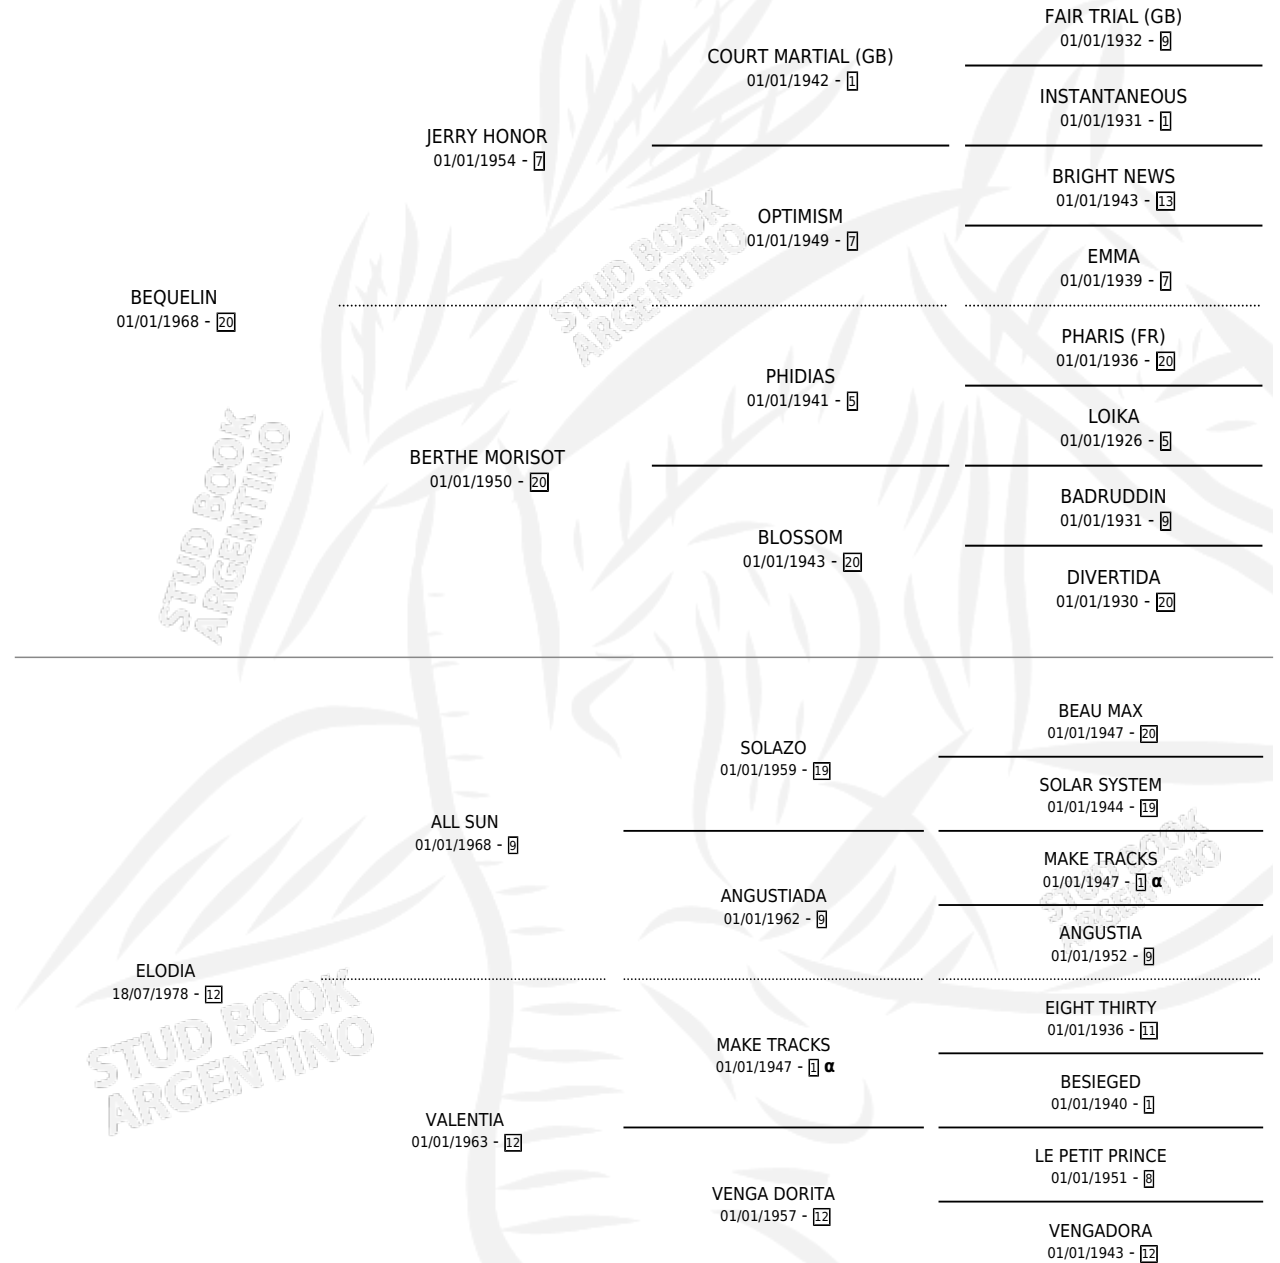 FAIR TRIAL (GB)
01/01/1932 - 9
COURT MARTIAL (GB)
01/01/1942 - 1
INSTANTANEOUS
01/01/1931 - 1
JERRY HONOR
01/01/1954 - 7
BRIGHT NEWS
01/01/1943 - 13
OPTIMISM
01/01/1949 - 7
EMMA
01/01/1939 - 7
BEQUELIN
01/01/1968 - 20
PHARIS (FR)
01/01/1936 - 20
PHIDIAS
01/01/1941 - 5
LOIKA
01/01/1926 - 5
BERTHE MORISOT
01/01/1950 - 20
BADRUDDIN
01/01/1931 - 9
BLOSSOM
01/01/1943 - 20
DIVERTIDA
01/01/1930 - 20
BEAU MAX
01/01/1947 - 20
SOLAZO
01/01/1959 - 19
SOLAR SYSTEM
01/01/1944 - 19
ALL SUN
01/01/1968 - 9
MAKE TRACKS
01/01/1947 - 1 α
ANGUSTIADA
01/01/1962 - 9
ANGUSTIA
01/01/1952 - 9
ELODIA
18/07/1978 - 12
EIGHT THIRTY
01/01/1936 - 11
MAKE TRACKS
01/01/1947 - 1 α
BESIEGED
01/01/1940 - 1
VALENTIA
01/01/1963 - 12
LE PETIT PRINCE
01/01/1951 - 8
VENGA DORITA
01/01/1957 - 12
VENGADORA
01/01/1943 - 12
STUD BOOK
ARGENTINO
STUD BOOK
ARGENTINO
STUD BOOK
ARGENTINO
STUD BOOK
ARGENTINO